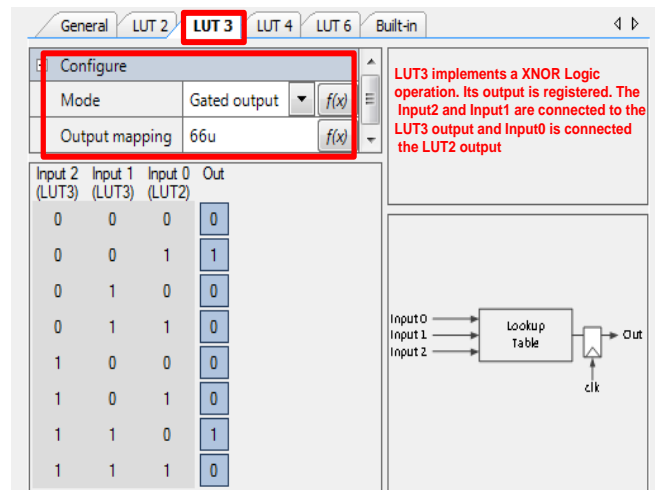 General LUT 2 LUT 3 LUT 4 LUT 6 Built-in
Configure
Mode Gated output f(x)
Output mapping 66u f(x)
LUT3 implements a XNOR Logic
operation. Its output is registered. The
Input2 and Input1 are connected to the
LUT3 output and Input0 is connected
the LUT2 output
Input 2 Input 1 Input 0 Out
(LUT3) (LUT3) (LUT2)
0 0 0 0
0 0 1 1
0 1 0 0
0 1 1 0
1 0 0 0
1 0 1 0
1 1 0 1
1 1 1 0
Input 0
Input 1
Input 2
Lookup
Table
Out
clk